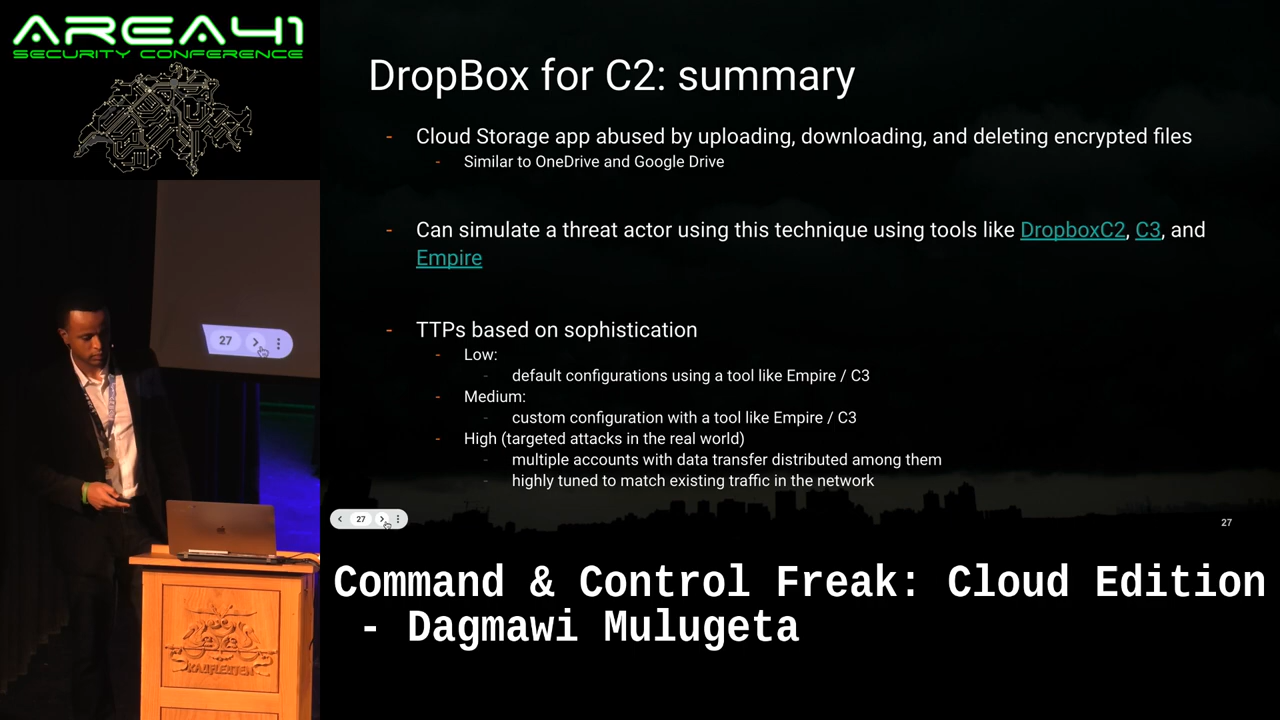 AREA41
SECURITY CONFERENCE
DropBox for C2: summary
- Cloud Storage app abused by uploading, downloading, and deleting encrypted files
- Similar to OneDrive and Google Drive
- Can simulate a threat actor using this technique using tools like DropboxC2, C3, and
Empire
- TTPs based on sophistication
- Low:
- default configurations using a tool like Empire / C3
- Medium:
- custom configuration with a tool like Empire / C3
- High (targeted attacks in the real world)
- multiple accounts with data transfer distributed among them
- highly tuned to match existing traffic in the network
27
27
27
Command & Control Freak: Cloud Edition
- Dagmawi Mulugeta
KAUFLEUTEN